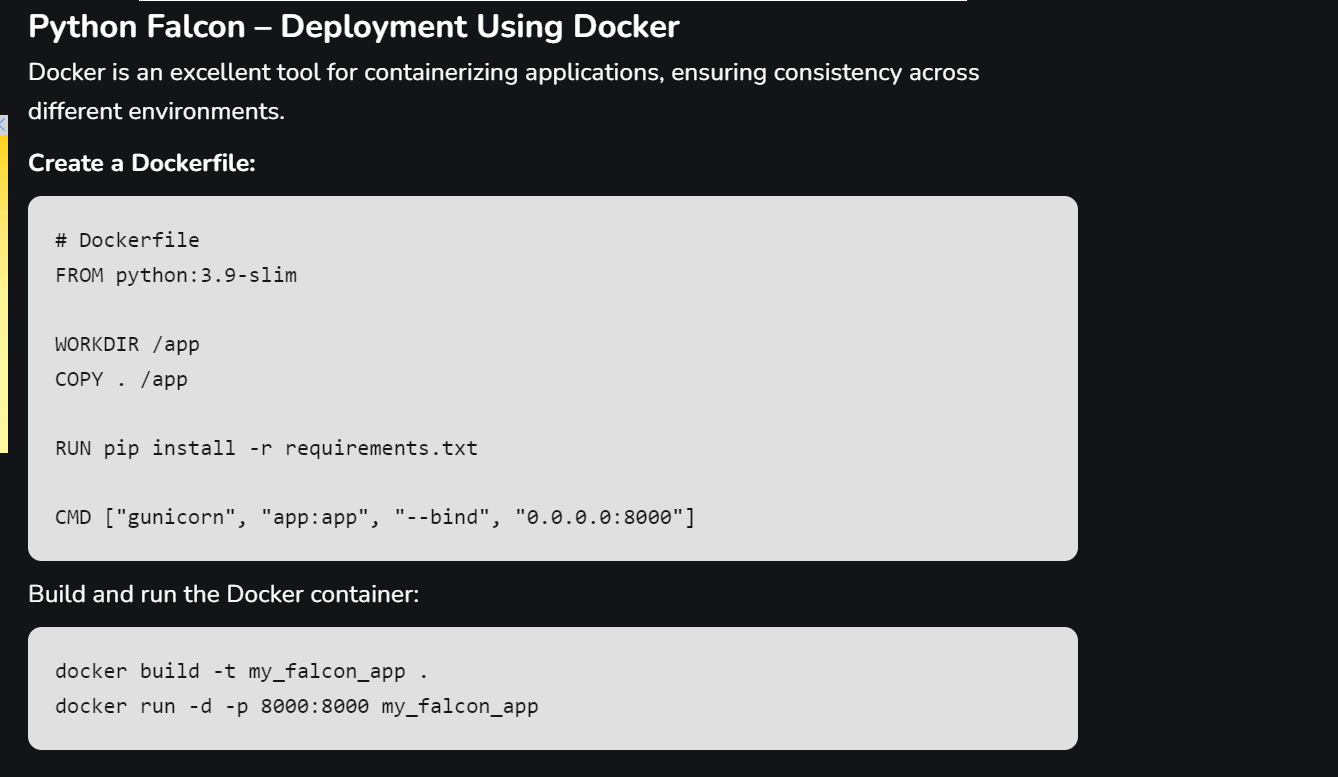 Python Falcon – Deployment Using Docker
Docker is an excellent tool for containerizing applications, ensuring consistency across
different environments.
Create a Dockerfile:
# Dockerfile
FROM python:3.9-slim
WORKDIR /app
COPY . /app
RUN pip install -r requirements.txt
CMD ["gunicorn", "app:app", "--bind", "0.0.0.0:8000"]
Build and run the Docker container:
docker build -t my_falcon_app .
docker run -d -p 8000:8000 my_falcon_app